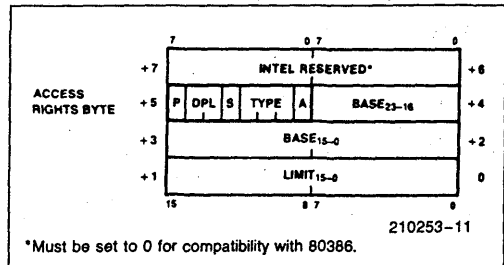 7 0 7 0
+7 INTEL RESERVED* +6
ACCESS RIGHTS BYTE +5 P DPL S TYPE A BASE23-16 +4
+3 BASE15-0 +2
+1 LIMIT15-0 0
15 8 7 0
210253-11
*Must be set to 0 for compatibility with 80386.